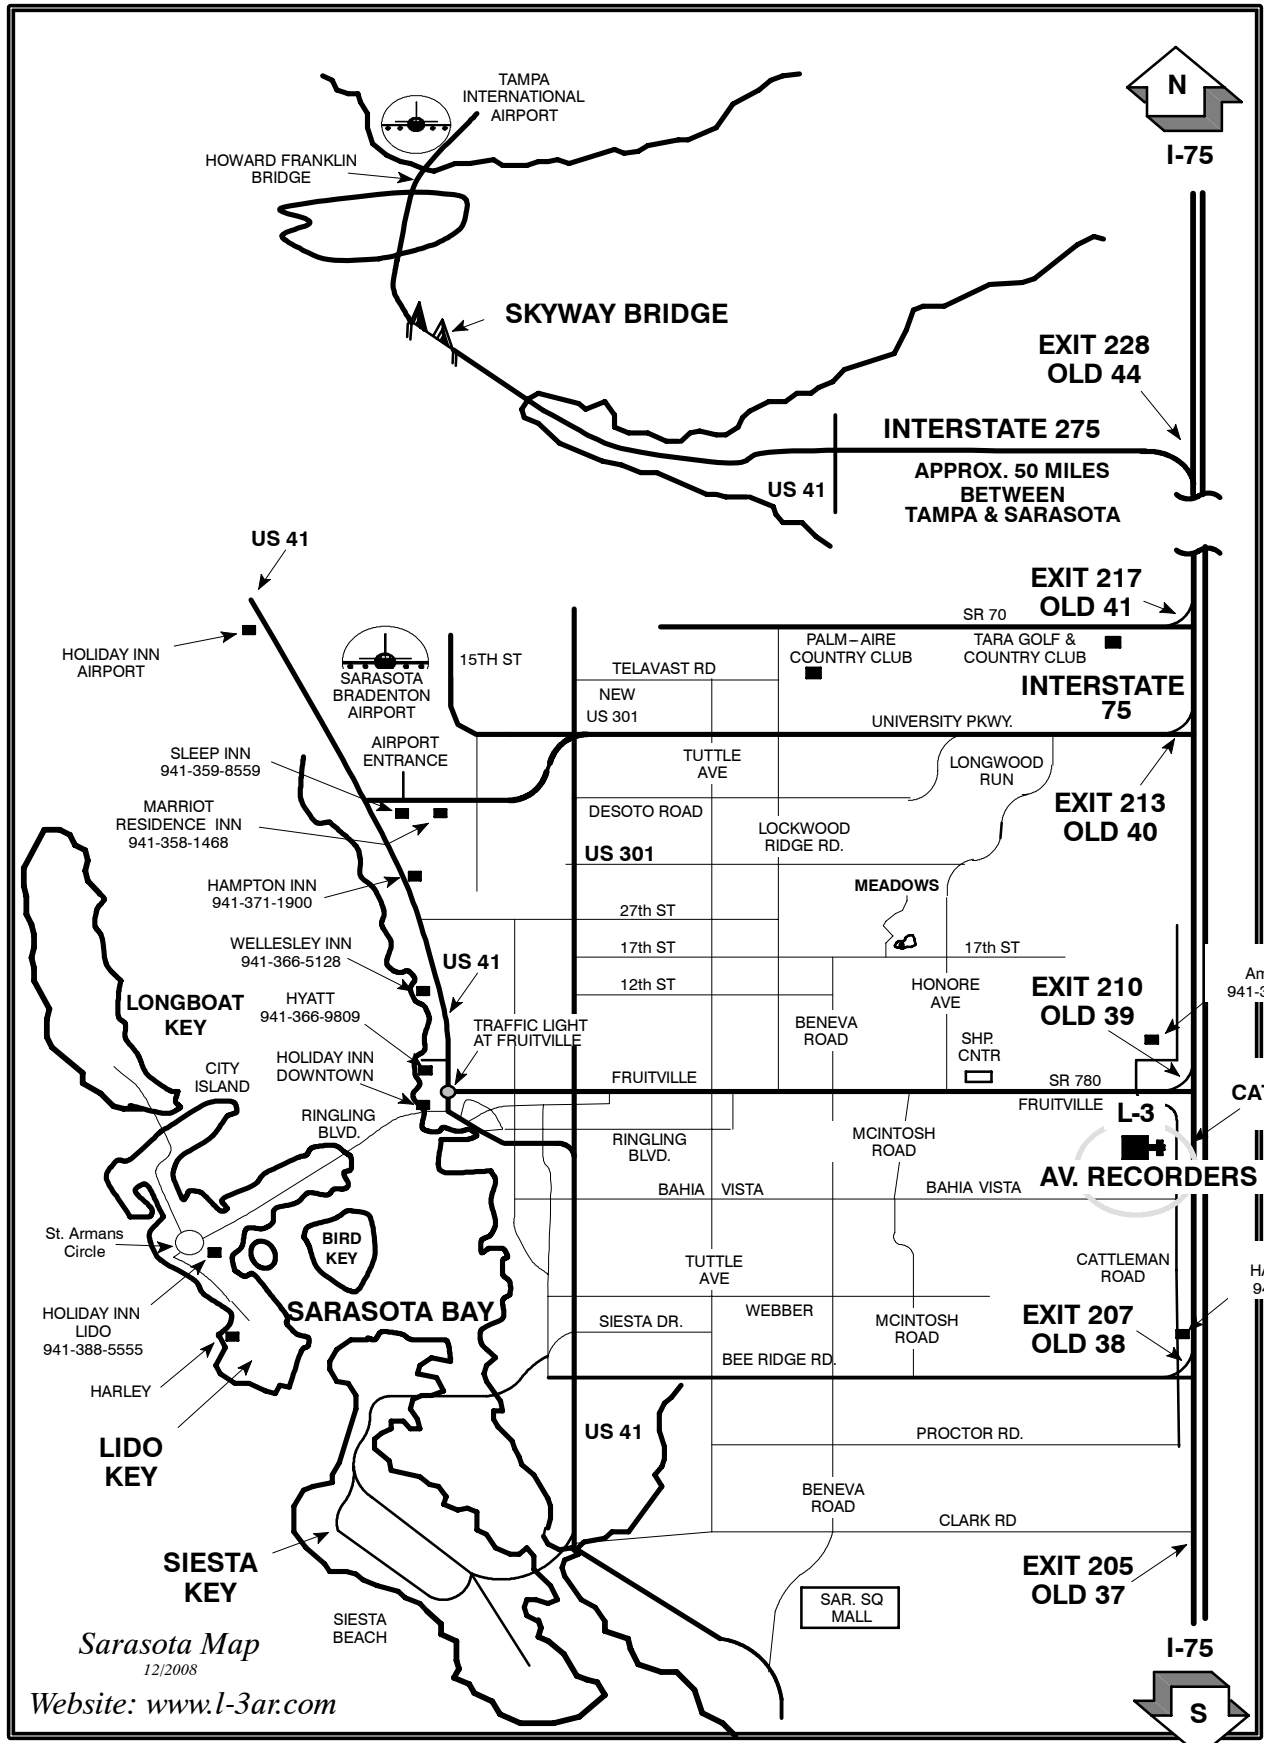 TAMPA
INTERNATIONAL
AIRPORT
N
I-75
HOWARD FRANKLIN
BRIDGE
SKYWAY BRIDGE
EXIT 228
OLD 44
INTERSTATE 275
APPROX. 50 MILES
BETWEEN
TAMPA & SARASOTA
US 41
US 41
EXIT 217
OLD 41
SR 70
HOLIDAY INN
AIRPORT
15TH ST
SARASOTA
BRADENTON
AIRPORT
TELAVAST RD
PALM-AIRE
COUNTRY CLUB
TARA GOLF &
COUNTRY CLUB
INTERSTATE
75
NEW
US 301
UNIVERSITY PKWY.
AIRPORT
ENTRANCE
SLEEP INN
941-359-8559
TUTTLE
AVE
LONGWOOD
RUN
MARRIOT
RESIDENCE INN
941-358-1468
DESOTO ROAD
LOCKWOOD
RIDGE RD.
EXIT 213
OLD 40
US 301
MEADOWS
HAMPTON INN
941-371-1900
27th ST
WELLESLEY INN
941-366-5128
US 41
17th ST
17th ST
12th ST
HONORE
AVE
EXIT 210
OLD 39
Am
941-3
LONGBOAT
KEY
HYATT
941-366-9809
TRAFFIC LIGHT
AT FRUITVILLE
BENEVA
ROAD
SHP.
CNTR
HOLIDAY INN
DOWNTOWN
CITY
ISLAND
FRUITVILLE
SR 780
FRUITVILLE
CAT
L-3
RINGLING
BLVD.
RINGLING
BLVD.
MCINTOSH
ROAD
AV. RECORDERS
BAHIA VISTA
BAHIA VISTA
St. Armans
Circle
BIRD
KEY
TUTTLE
AVE
CATTLEMAN
ROAD
HA
94
HOLIDAY INN
LIDO
941-388-5555
SARASOTA BAY
WEBBER
SIESTA DR.
MCINTOSH
ROAD
EXIT 207
OLD 38
BEE RIDGE RD.
HARLEY
LIDO
KEY
US 41
PROCTOR RD.
BENEVA
ROAD
CLARK RD
SIESTA
KEY
EXIT 205
OLD 37
SAR. SQ
MALL
SIESTA
BEACH
Sarasota Map
12/2008
Website: www.l-3ar.com
I-75
S